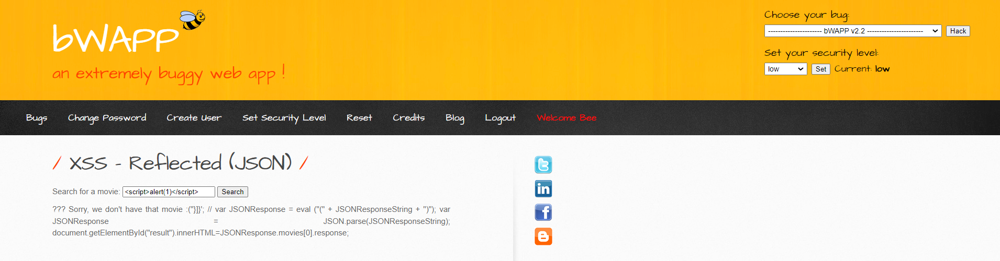 bWAPP
an extremely buggy web app !
Choose your bug:
---------------------- bWAPP v2.2 -----------------------
Hack
Set your security level:
low
Set
Current: low
Bugs
Change Password
Create User
Set Security Level
Reset
Credits
Blog
Logout
Welcome Bee
/ XSS - Reflected (JSON) /
Search for a movie: <script>alert(1)</script> Search
??? Sorry, we don't have that movie :("}]}'; // var JSONResponse = eval ("(" + JSONResponseString + ")"); var
JSONResponse = JSON.parse(JSONResponseString);
document.getElementById("result").innerHTML=JSONResponse.movies[0].response;